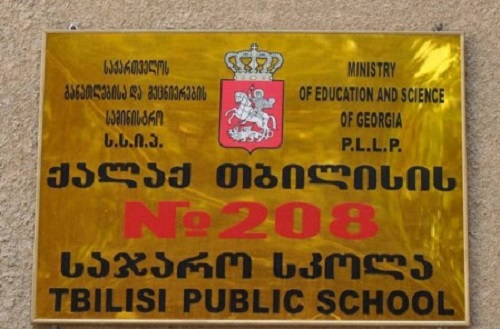 საქართველოს
განათლებისა და მეცნიერების
სამინისტრო
ს.ს.ი.პ.
MINISTRY
OF EDUCATION AND SCIENCE
OF GEORGIA
P.L.L.P.
ქალაქ თბილისის
№208
საჯარო სკოლა
TBILISI PUBLIC SCHOOL